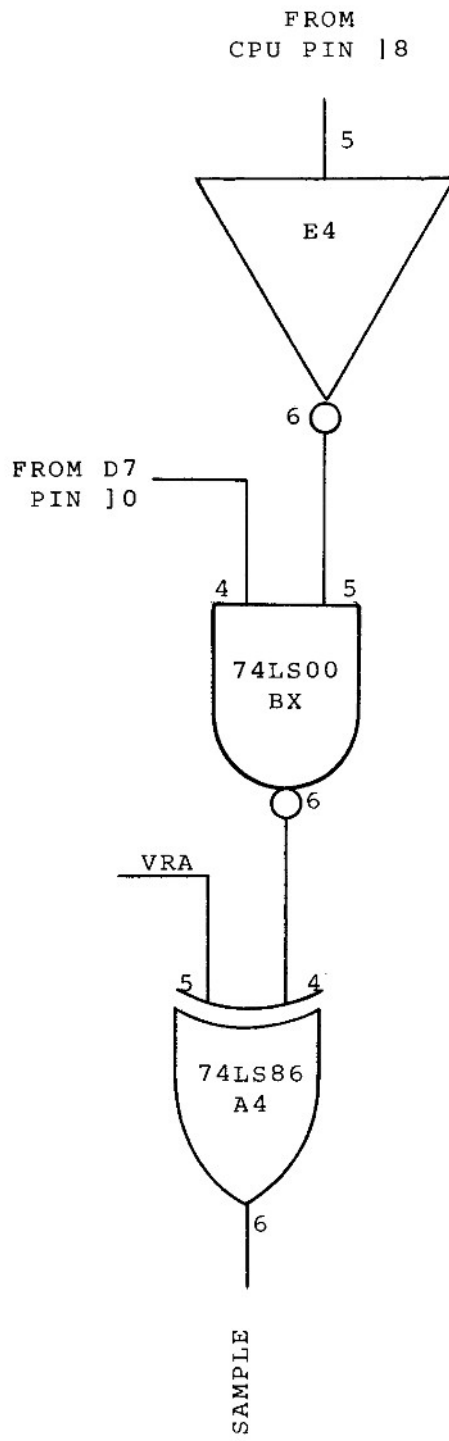 FROM
CPU PIN |8
5
E4
6
FROM D7
PIN ]0
4
5
74LS00
BX
6
VRA
5
4
74LS86
A4
6
SAMPLE